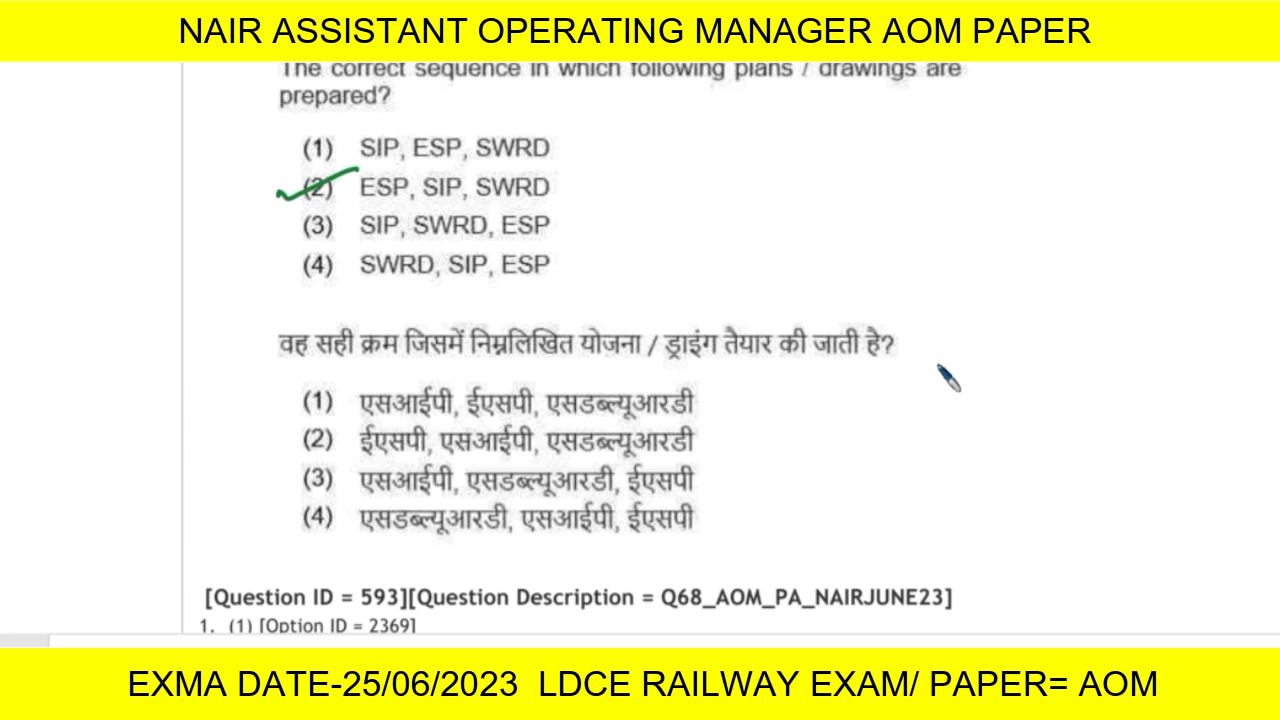 NAIR ASSISTANT OPERATING MANAGER AOM PAPER
The correct sequence in which following plans / drawings are
prepared?
(1) SIP, ESP, SWRD
(2) ESP, SIP, SWRD
(3) SIP, SWRD, ESP
(4) SWRD, SIP, ESP
वह सही क्रम जिसमें निम्नलिखित योजना / ड्राइंग तैयार की जाती है?
(1) एसआईपी, ईएसपी, एसडब्ल्यूआरडी
(2) ईएसपी, एसआईपी, एसडब्ल्यूआरडी
(3) एसआईपी, एसडब्ल्यूआरडी, ईएसपी
(4) एसडब्ल्यूआरडी, एसआईपी, ईएसपी
[Question ID = 593][Question Description = Q68_AOM_PA_NAIRJUNE23]
1. (1) [Option ID = 2369]
EXMA DATE-25/06/2023 LDCE RAILWAY EXAM/ PAPER= AOM